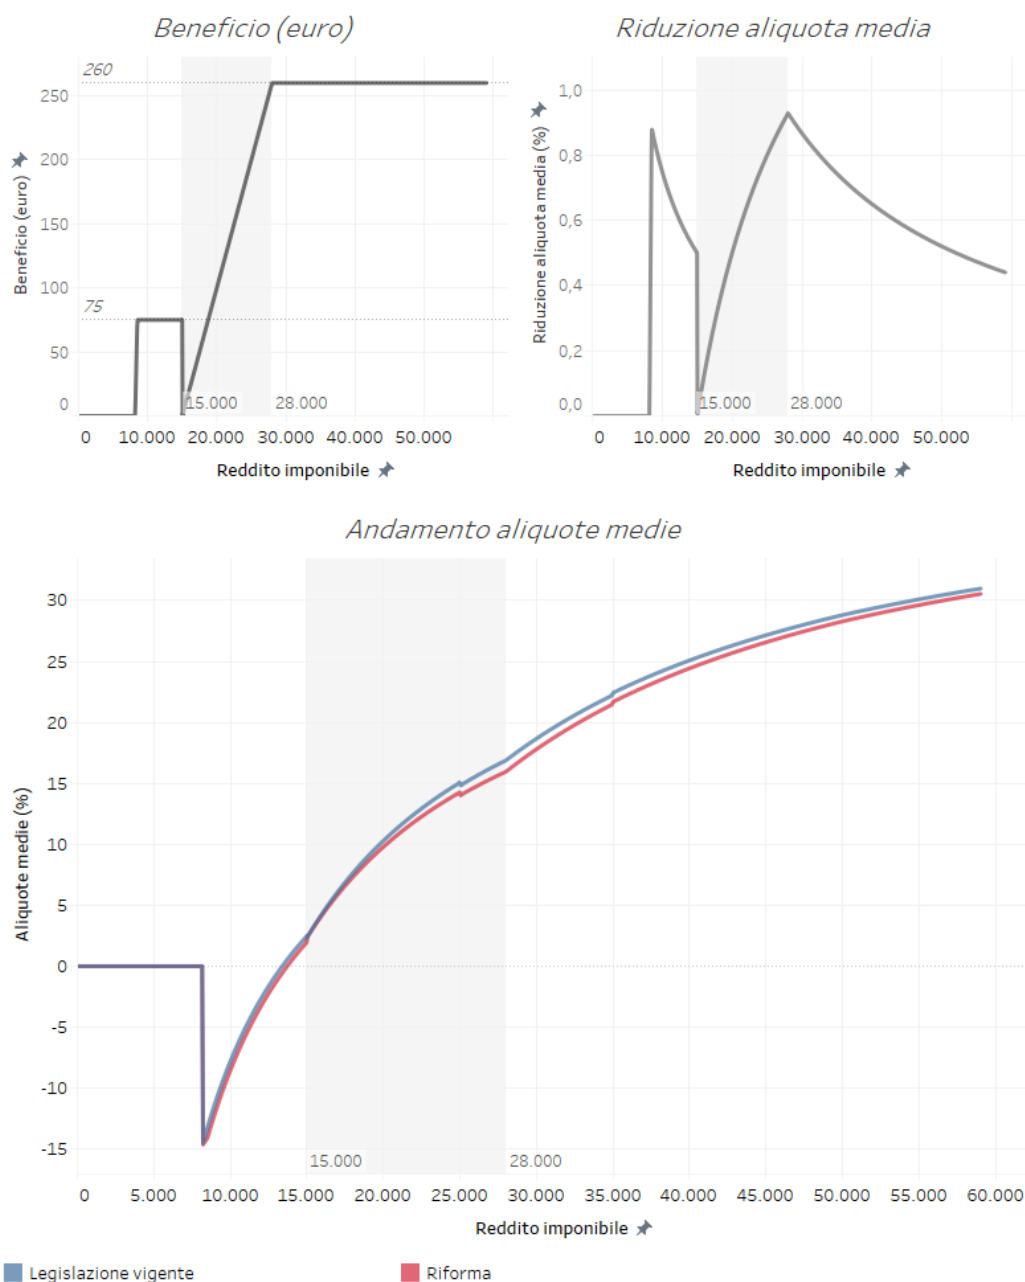 Beneficio (euro)
260
250
200
150
100
75
50
0
15.000
28.000
0 10.000 20.000 30.000 40.000 50.000
Reddito imponibile
Beneficio (euro)
Riduzione aliquota media
1,0
0,8
0,6
0,4
0,2
0,0
15.000
28.000
0 10.000 20.000 30.000 40.000 50.000
Reddito imponibile
Riduzione aliquota media (%)
Andamento aliquote medie
30
25
20
15
10
5
0
-5
-10
-15
15.000
28.000
0 5.000 10.000 15.000 20.000 25.000 30.000 35.000 40.000 45.000 50.000 55.000 60.000
Reddito imponibile
Aliquote medie (%)
Legislazione vigente
Riforma